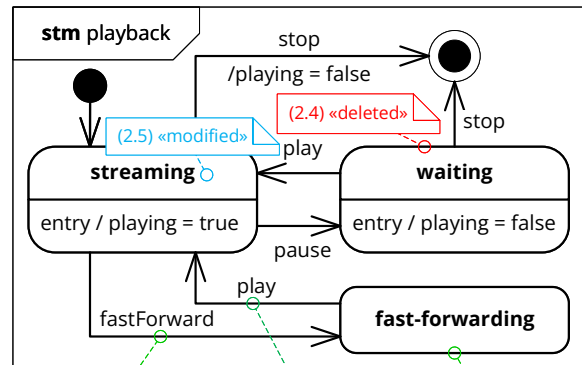 stm playback
stop
/playing = false
(2.4) «deleted»
(2.5) «modified»
stop
play
streaming
waiting
entry / playing = true
entry / playing = false
pause
play
fastForward
fast-forwarding